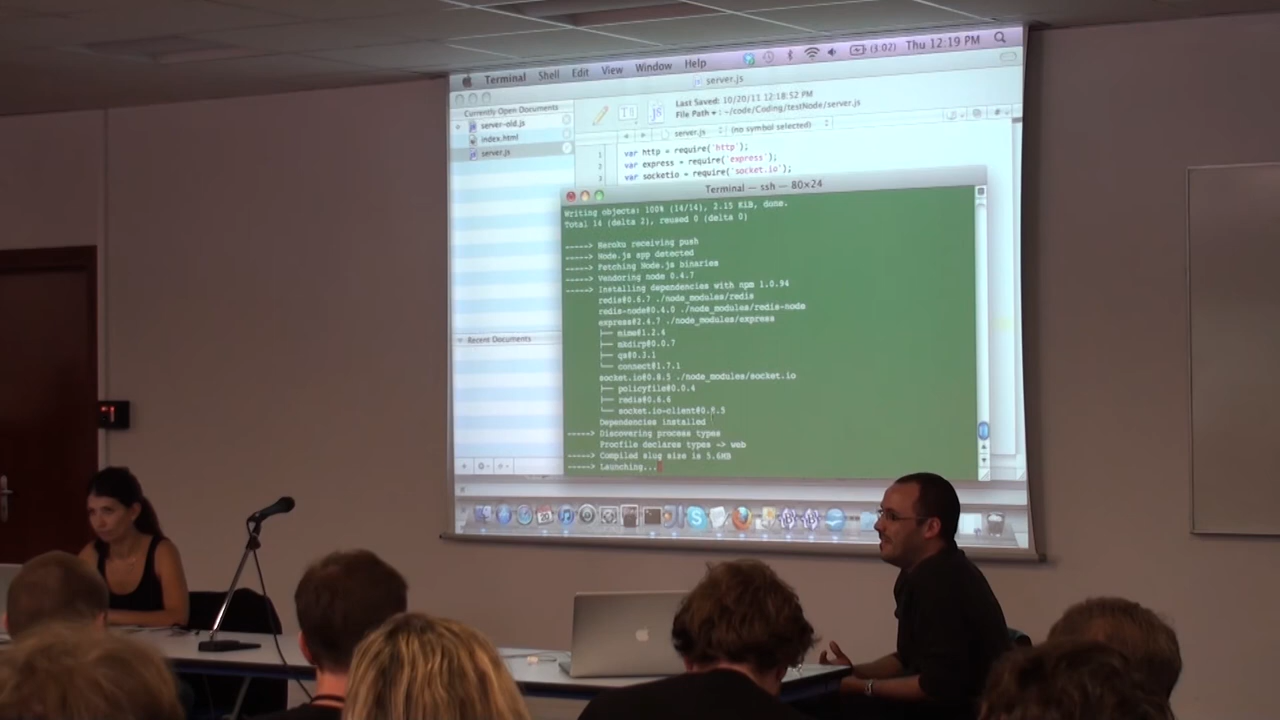 Terminal Shell Edit View Window Help (3:02) Thu 12:19 PM
server.js
Currently Open Documents
server-old.js
index.html
server.js
Last Saved: 10/20/11 12:18:52 PM
File Path: ~/code/Coding/testNode/server.js
server.js (no symbol selected)
1 var http = require('http');
2 var express = require('express');
3 var socketio = require('socket.io');
Terminal — ssh — 80×24
Writing objects: 100% (14/14), 2.15 KiB, done.
Total 14 (delta 2), reused 0 (delta 0)
-----> Heroku receiving push
-----> Node.js app detected
-----> Fetching Node.js binaries
-----> Vendoring node 0.4.7
-----> Installing dependencies with npm 1.0.94
redis@0.6.7 ./node_modules/redis
redis-node@0.4.0 ./node_modules/redis-node
express@2.4.7 ./node_modules/express
├── mime@1.2.4
├── mkdirp@0.0.7
├── qs@0.3.1
└── connect@1.7.1
socket.io@0.8.5 ./node_modules/socket.io
├── policyfile@0.0.4
├── redis@0.6.6
└── socket.io-client@0.8.5
Dependencies installed
-----> Discovering process types
Procfile declares types -> web
-----> Compiled slug size is 5.6MB
-----> Launching...
Recent Documents